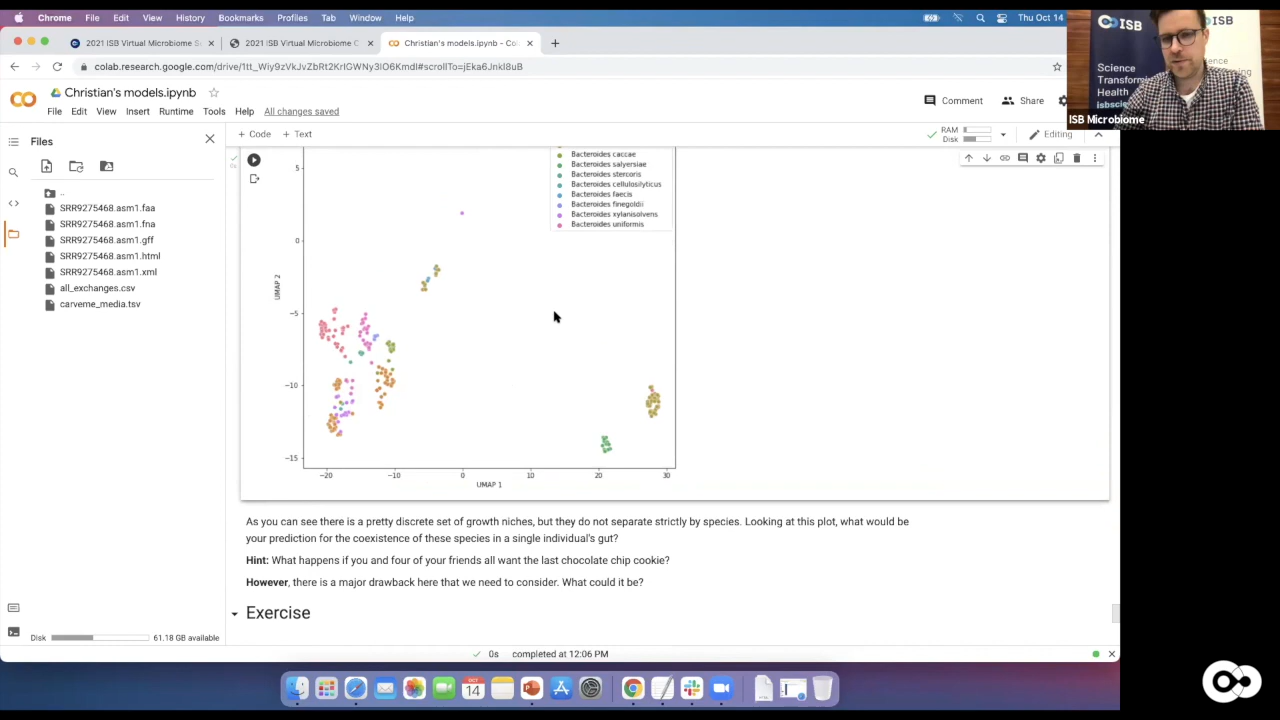 Chrome File Edit View History Bookmarks Profiles Tab Window Help Thu Oct 14
2021 ISB Virtual Microbiome S
2021 ISB Virtual Microbiome C
Christian's models.ipynb - Col
colab.research.google.com/drive/1tt_Wiy9zVkJvZbRt2KrIGWNy3IO6KmdI#scrollTo=jEka6JnkI8uB
ISB
ISB
Science
Transform
Health
isbscie
ISB Microbiome
Christian's models.ipynb
Comment Share
File Edit View Insert Runtime Tools Help All changes saved
+ Code + Text
RAM
Disk
Editing
Files
..
SRR9275468.asm1.faa
SRR9275468.asm1.fna
SRR9275468.asm1.gff
SRR9275468.asm1.html
SRR9275468.asm1.xml
all_exchanges.csv
carveme_media.tsv
Bacteroides caccae
Bacteroides salyersiae
Bacteroides stercoris
Bacteroides cellulosilyticus
Bacteroides faecis
Bacteroides finegoldii
Bacteroides xylanisolvens
Bacteroides uniformis
5
0
−5
−10
−15
UMAP 2
−20 −10 0 10 20 30
UMAP 1
As you can see there is a pretty discrete set of growth niches, but they do not separate strictly by species. Looking at this plot, what would be
your prediction for the coexistence of these species in a single individual's gut?
Hint: What happens if you and four of your friends all want the last chocolate chip cookie?
However, there is a major drawback here that we need to consider. What could it be?
Exercise
Disk 61.18 GB available
0s completed at 12:06 PM
OCT
14